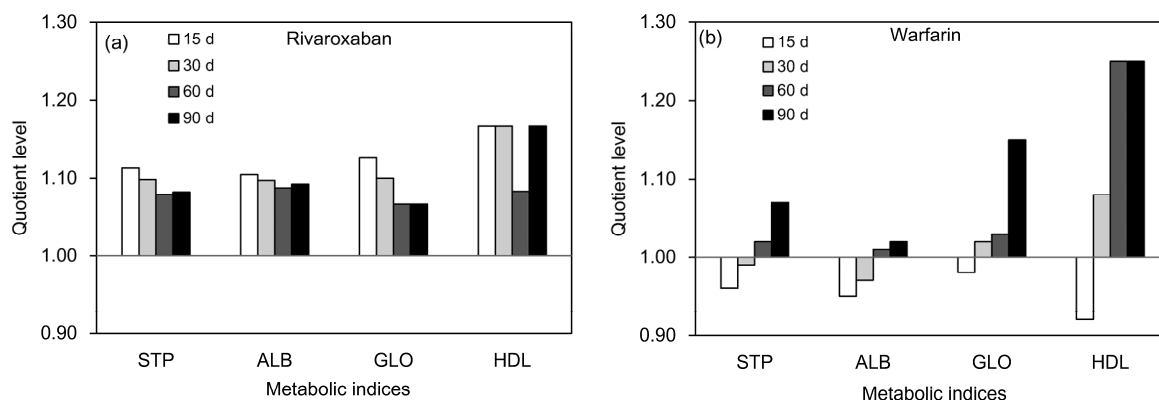 (a)
Rivaroxaban
15 d
30 d
60 d
90 d
1.30
1.20
1.10
1.00
0.90
Quotient level
STP ALB GLO HDL
Metabolic indices
(b)
Warfarin
15 d
30 d
60 d
90 d
1.30
1.20
1.10
1.00
0.90
Quotient level
STP ALB GLO HDL
Metabolic indices